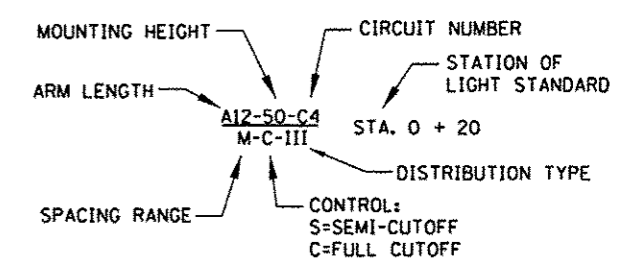 MOUNTING HEIGHT
CIRCUIT NUMBER
STATION OF
LIGHT STANDARD
ARM LENGTH
A12-50-C4
STA. 0 + 20
M-C-III
DISTRIBUTION TYPE
SPACING RANGE
CONTROL:
S=SEMI-CUTOFF
C=FULL CUTOFF